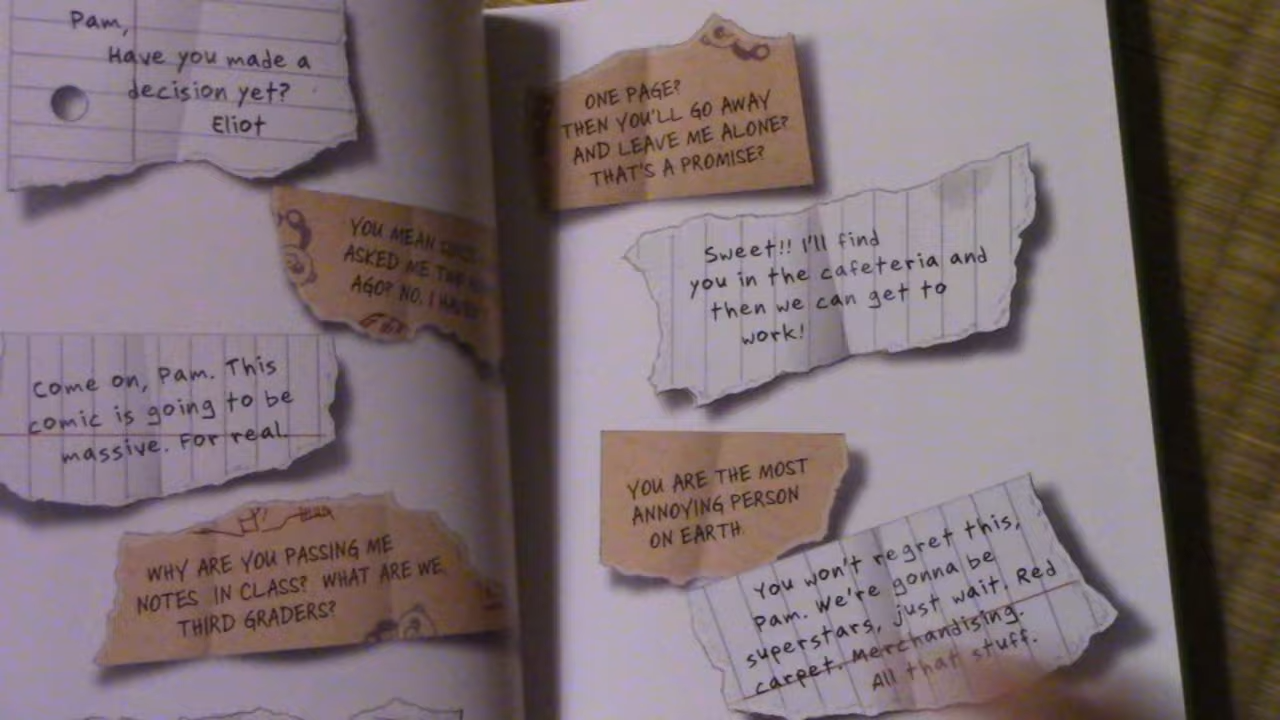 Pam,
Have you made a
decision yet?
Eliot
YOU MEAN
ASKED ME
AGO? NO, I
Come on, Pam. This
comic is going to be
massive. For real.
WHY ARE YOU PASSING ME
NOTES IN CLASS? WHAT ARE WE,
THIRD GRADERS?
ONE PAGE?
THEN YOU'LL GO AWAY
AND LEAVE ME ALONE?
THAT'S A PROMISE?
Sweet!! I'll find
you in the cafeteria and
then we can get to
work!
YOU ARE THE MOST
ANNOYING PERSON
ON EARTH.
You won't regret this,
Pam. We're gonna be
superstars, just wait. Red
carpet. Merchandising.
All that stuff.